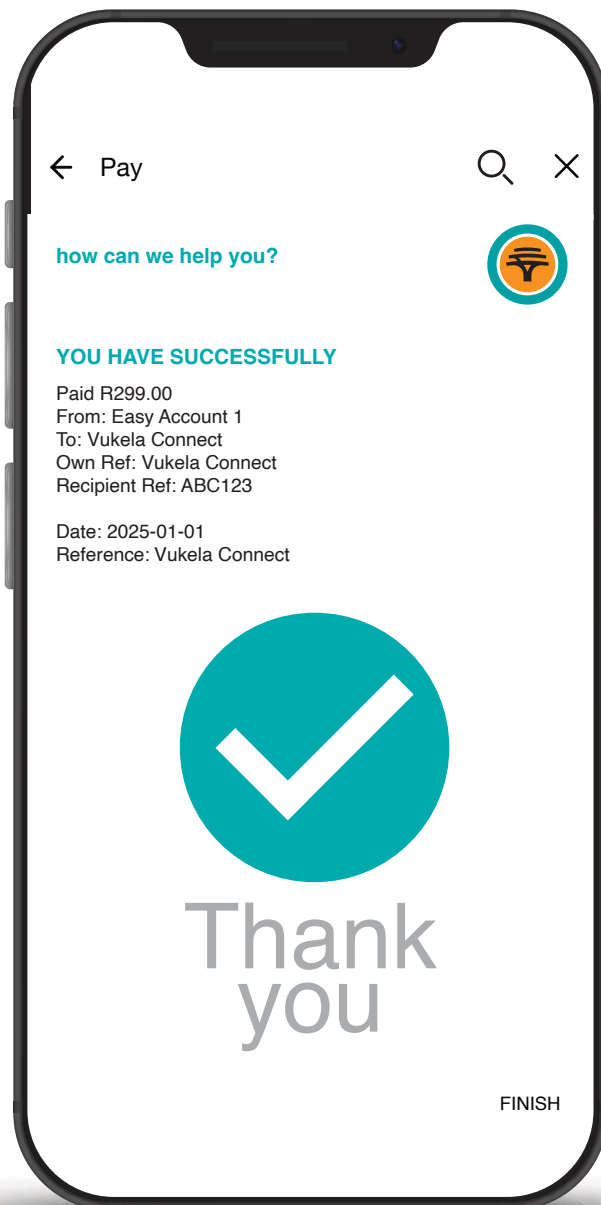 Pay
how can we help you?
YOU HAVE SUCCESSFULLY
Paid R299.00
From: Easy Account 1
To: Vukela Connect
Own Ref: Vukela Connect
Recipient Ref: ABC123
Date: 2025-01-01
Reference: Vukela Connect
Thank
you
FINISH